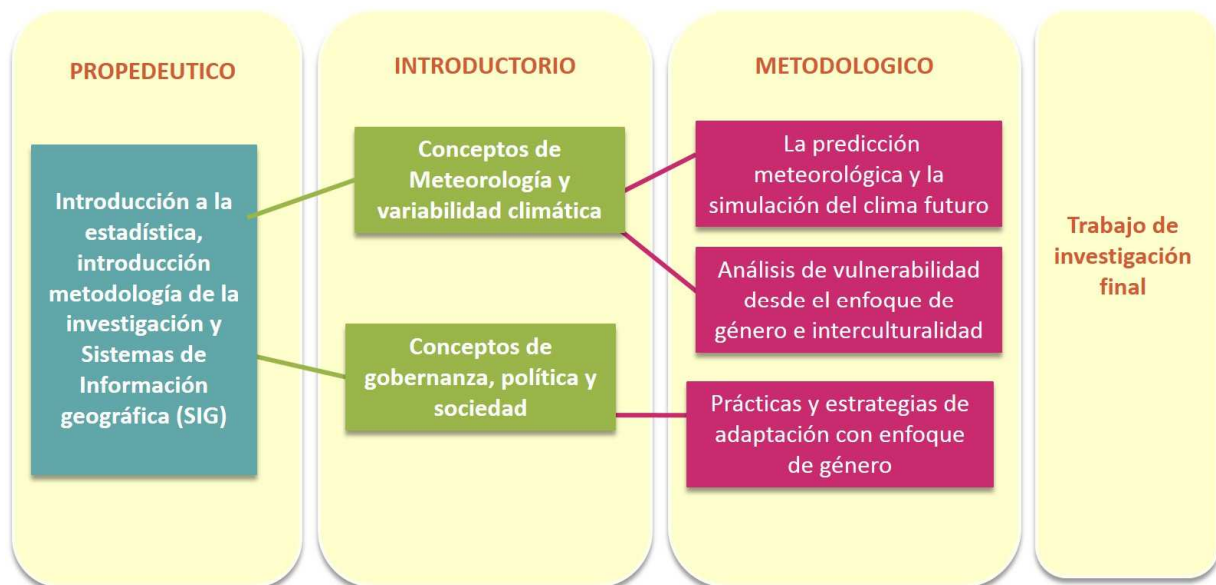 PROPEDEUTICO
Introducción a la
estadística,
introducción
metodología de la
investigación y
Sistemas de
Información
geográfica (SIG)
INTRODUCTORIO
Conceptos de
Meteorología y
variabilidad climática
Conceptos de
gobernanza, política y
sociedad
METODOLOGICO
La predicción
meteorológica y la
simulación del clima futuro
Análisis de vulnerabilidad
desde el enfoque de
género e interculturalidad
Prácticas y estrategias de
adaptación con enfoque
de género
Trabajo de
investigación
final